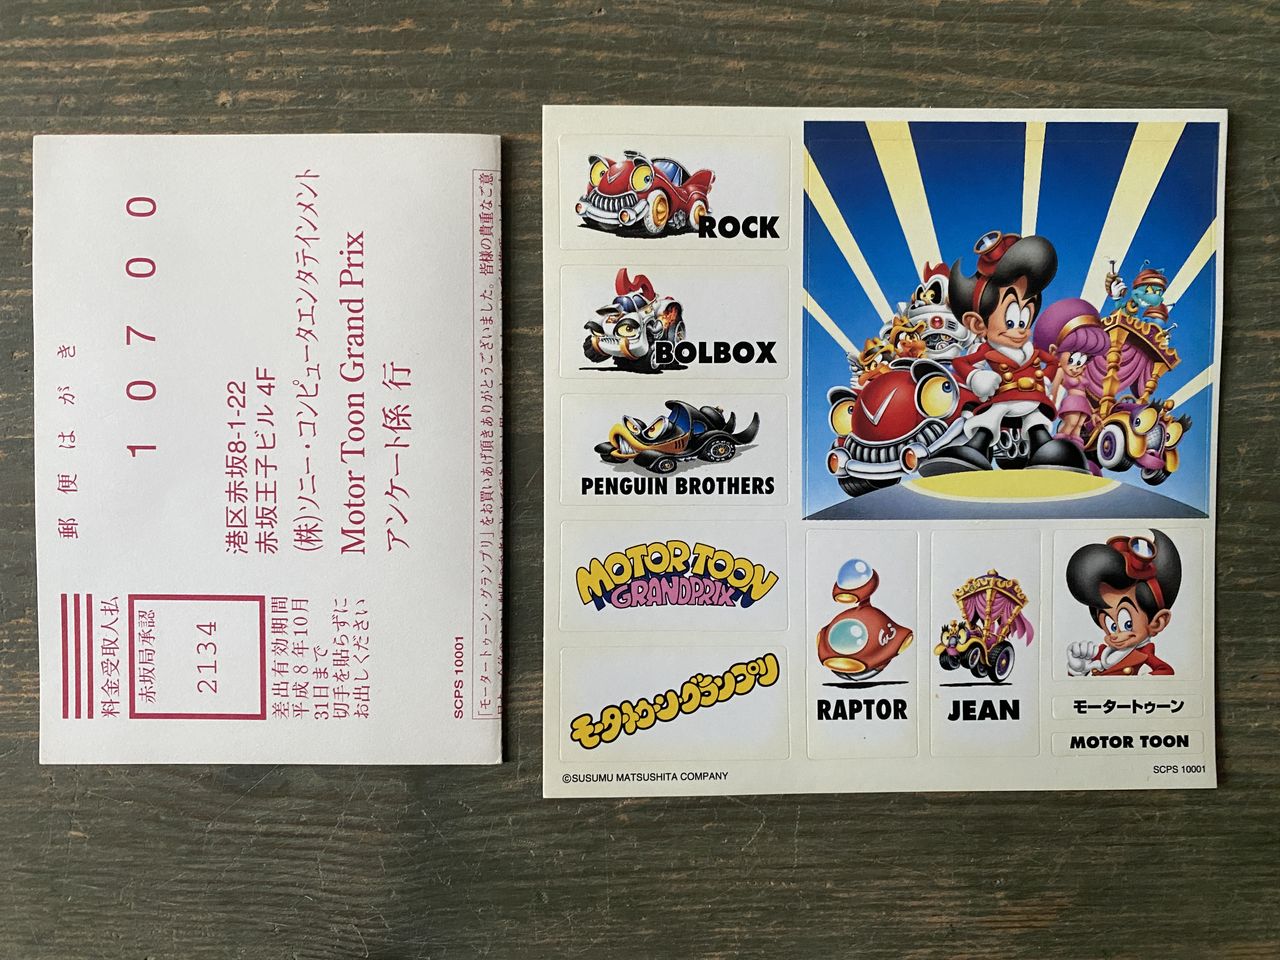 郵便はがき
10700
港区赤坂8-1-22
赤坂王子ビル 4F
(株)ソニー・コンピュータエンタテインメント
Motor Toon Grand Prix
アンケート係 行
料金受取人払
赤坂局承認
2134
差出有効期間
平成8年10月
31日まで
切手を貼らずに
お出しください
SCPS 10001
「モータートゥーン・グランプリ」をお買いあげ頂きありがとうございました。皆様の貴重なご意
ROCK
BOLBOX
PENGUIN BROTHERS
MOTOR TOON
GRAND PRIX
モータートゥーン・グランプリ
©SUSUMU MATSUSHITA COMPANY
RAPTOR
JEAN
モータートゥーン
MOTOR TOON
SCPS 10001